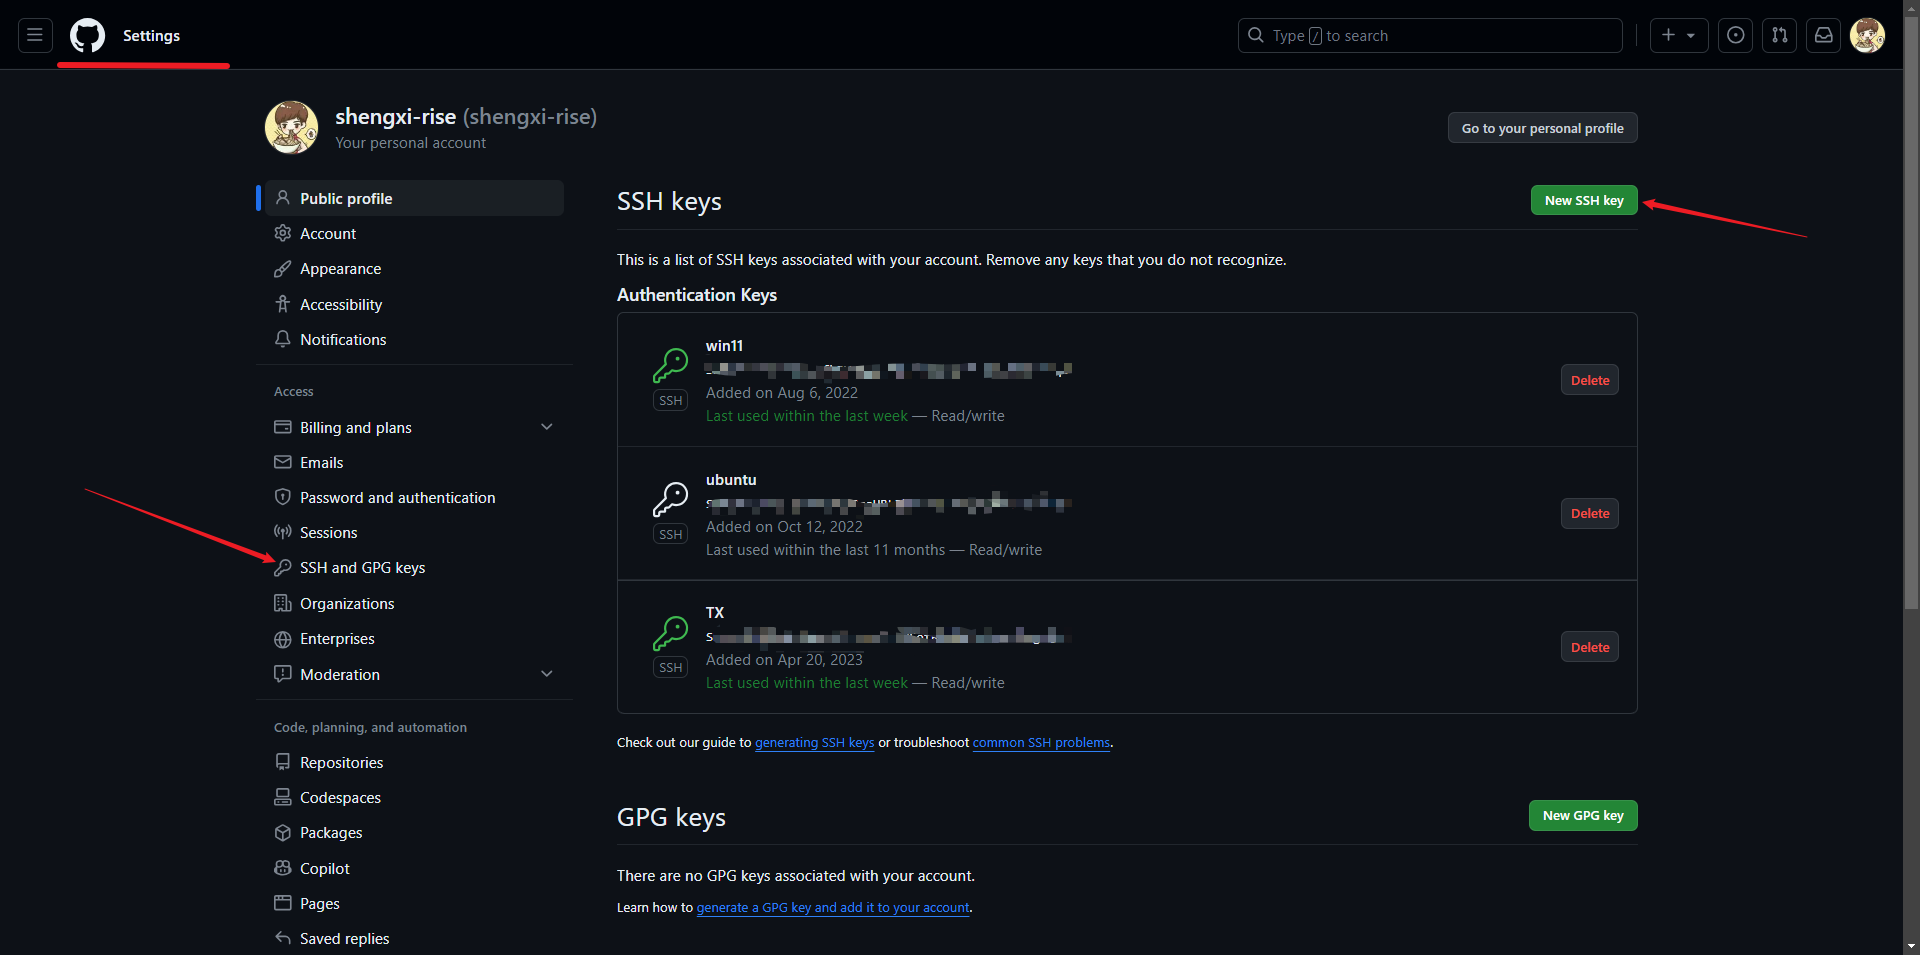 Settings
Type / to search
shengxi-rise (shengxi-rise)
Your personal account
Go to your personal profile
Public profile
Account
Appearance
Accessibility
Notifications
Access
Billing and plans
Emails
Password and authentication
Sessions
SSH and GPG keys
Organizations
Enterprises
Moderation
Code, planning, and automation
Repositories
Codespaces
Packages
Copilot
Pages
Saved replies
SSH keys
New SSH key
This is a list of SSH keys associated with your account. Remove any keys that you do not recognize.
Authentication Keys
win11
SSH
Added on Aug 6, 2022
Last used within the last week — Read/write
Delete
ubuntu
SSH
Added on Oct 12, 2022
Last used within the last 11 months — Read/write
Delete
TX
SSH
Added on Apr 20, 2023
Last used within the last week — Read/write
Delete
Check out our guide to generating SSH keys or troubleshoot common SSH problems.
GPG keys
New GPG key
There are no GPG keys associated with your account.
Learn how to generate a GPG key and add it to your account.